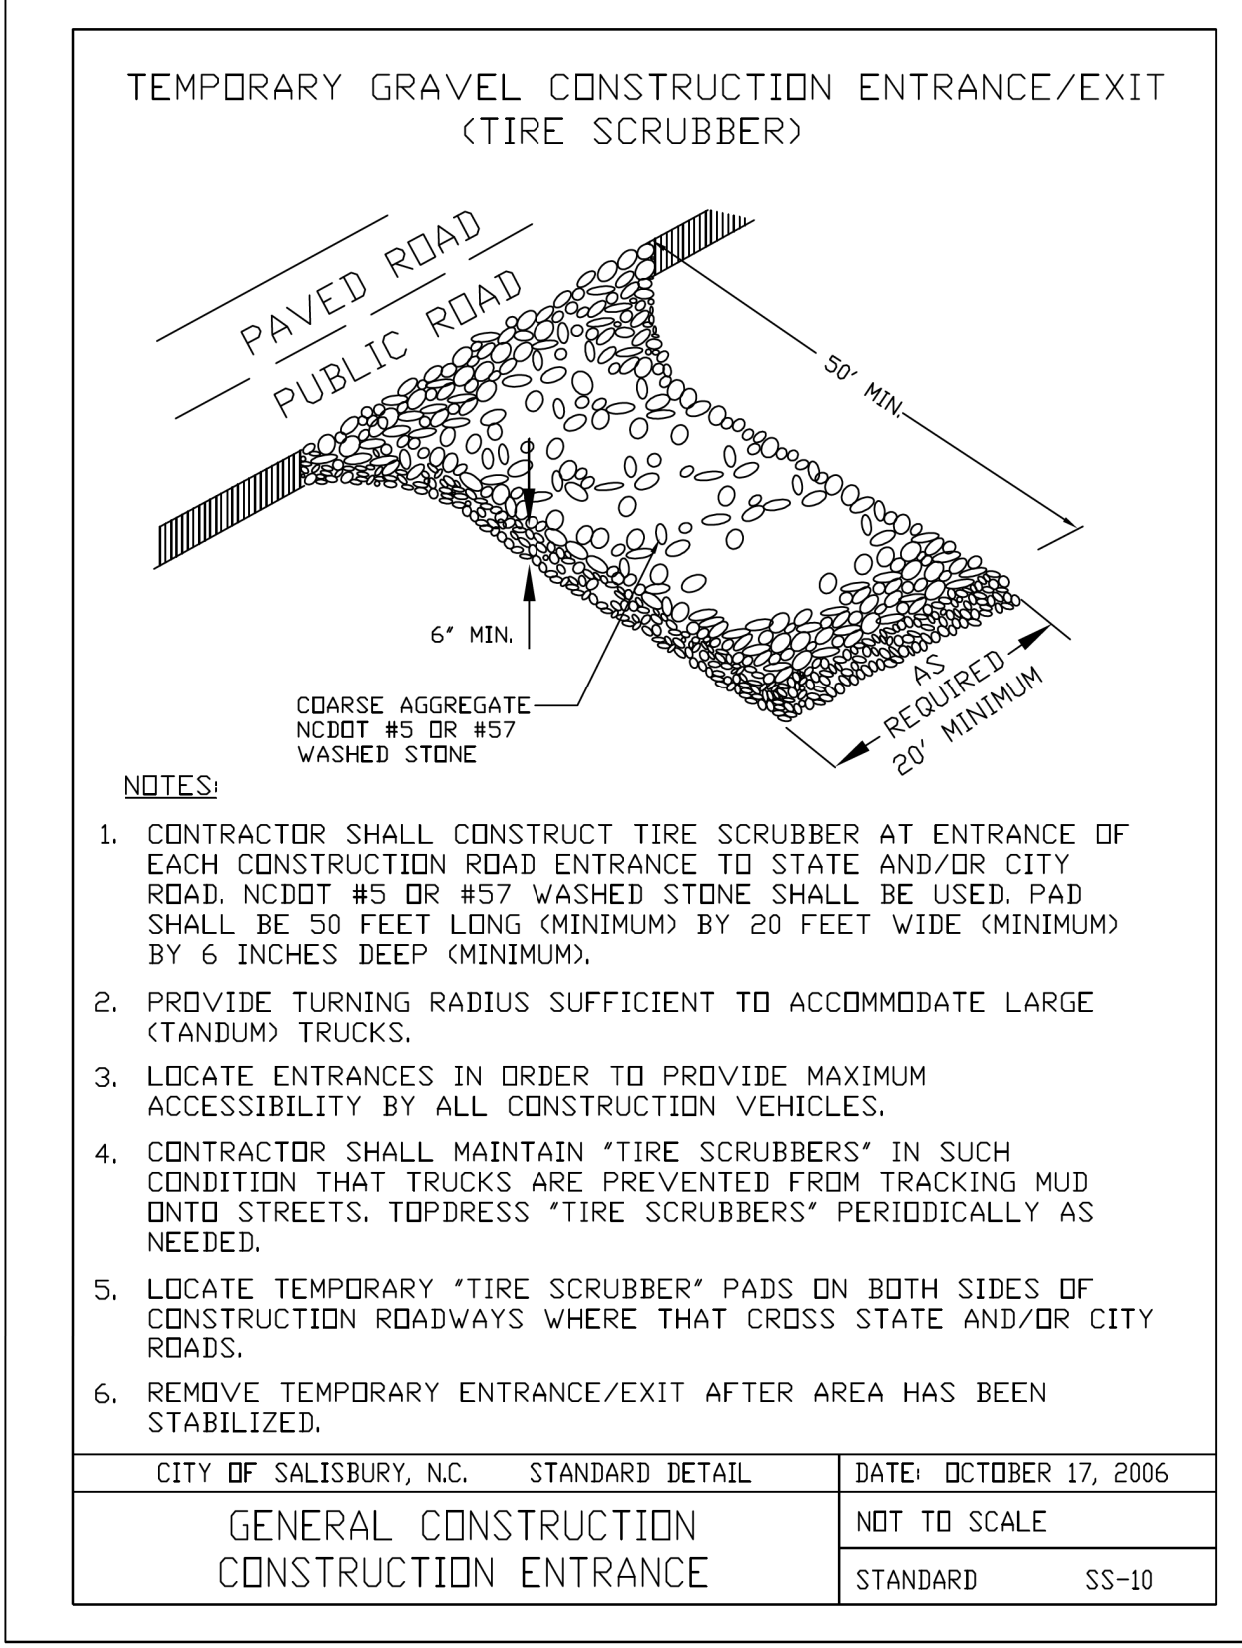 TEMPORARY GRAVEL CONSTRUCTION ENTRANCE/EXIT
(TIRE SCRUBBER)
PAVED ROAD
PUBLIC ROAD
50' MIN.
6" MIN.
COARSE AGGREGATE
NCDOT #5 OR #57
WASHED STONE
AS
REQUIRED
20' MINIMUM
NOTES:
1. CONTRACTOR SHALL CONSTRUCT TIRE SCRUBBER AT ENTRANCE OF
EACH CONSTRUCTION ROAD ENTRANCE TO STATE AND/OR CITY
ROAD. NCDOT #5 OR #57 WASHED STONE SHALL BE USED. PAD
SHALL BE 50 FEET LONG (MINIMUM) BY 20 FEET WIDE (MINIMUM)
BY 6 INCHES DEEP (MINIMUM).
2. PROVIDE TURNING RADIUS SUFFICIENT TO ACCOMMODATE LARGE
(TANDUM) TRUCKS.
3. LOCATE ENTRANCES IN ORDER TO PROVIDE MAXIMUM
ACCESSIBILITY BY ALL CONSTRUCTION VEHICLES.
4. CONTRACTOR SHALL MAINTAIN "TIRE SCRUBBERS" IN SUCH
CONDITION THAT TRUCKS ARE PREVENTED FROM TRACKING MUD
ONTO STREETS. TOPDRESS "TIRE SCRUBBERS" PERIODICALLY AS
NEEDED.
5. LOCATE TEMPORARY "TIRE SCRUBBER" PADS ON BOTH SIDES OF
CONSTRUCTION ROADWAYS WHERE THAT CROSS STATE AND/OR CITY
ROADS.
6. REMOVE TEMPORARY ENTRANCE/EXIT AFTER AREA HAS BEEN
STABILIZED.
CITY OF SALISBURY, N.C. STANDARD DETAIL
DATE: OCTOBER 17, 2006
GENERAL CONSTRUCTION
CONSTRUCTION ENTRANCE
NOT TO SCALE
STANDARD SS-10